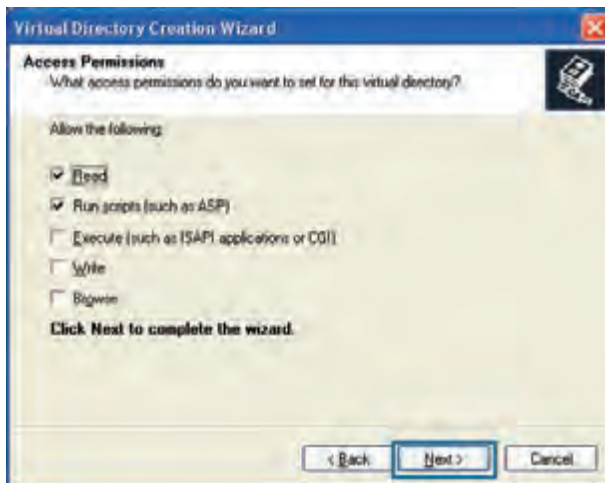 Virtual Directory Creation Wizard
Access Permissions
What access permissions do you want to set for this virtual directory?
Allow the following:
Read
Run scripts (such as ASP)
Execute (such as ISAPI applications or CGI)
Write
Browse
Click Next to complete the wizard.
< Back Next > Cancel